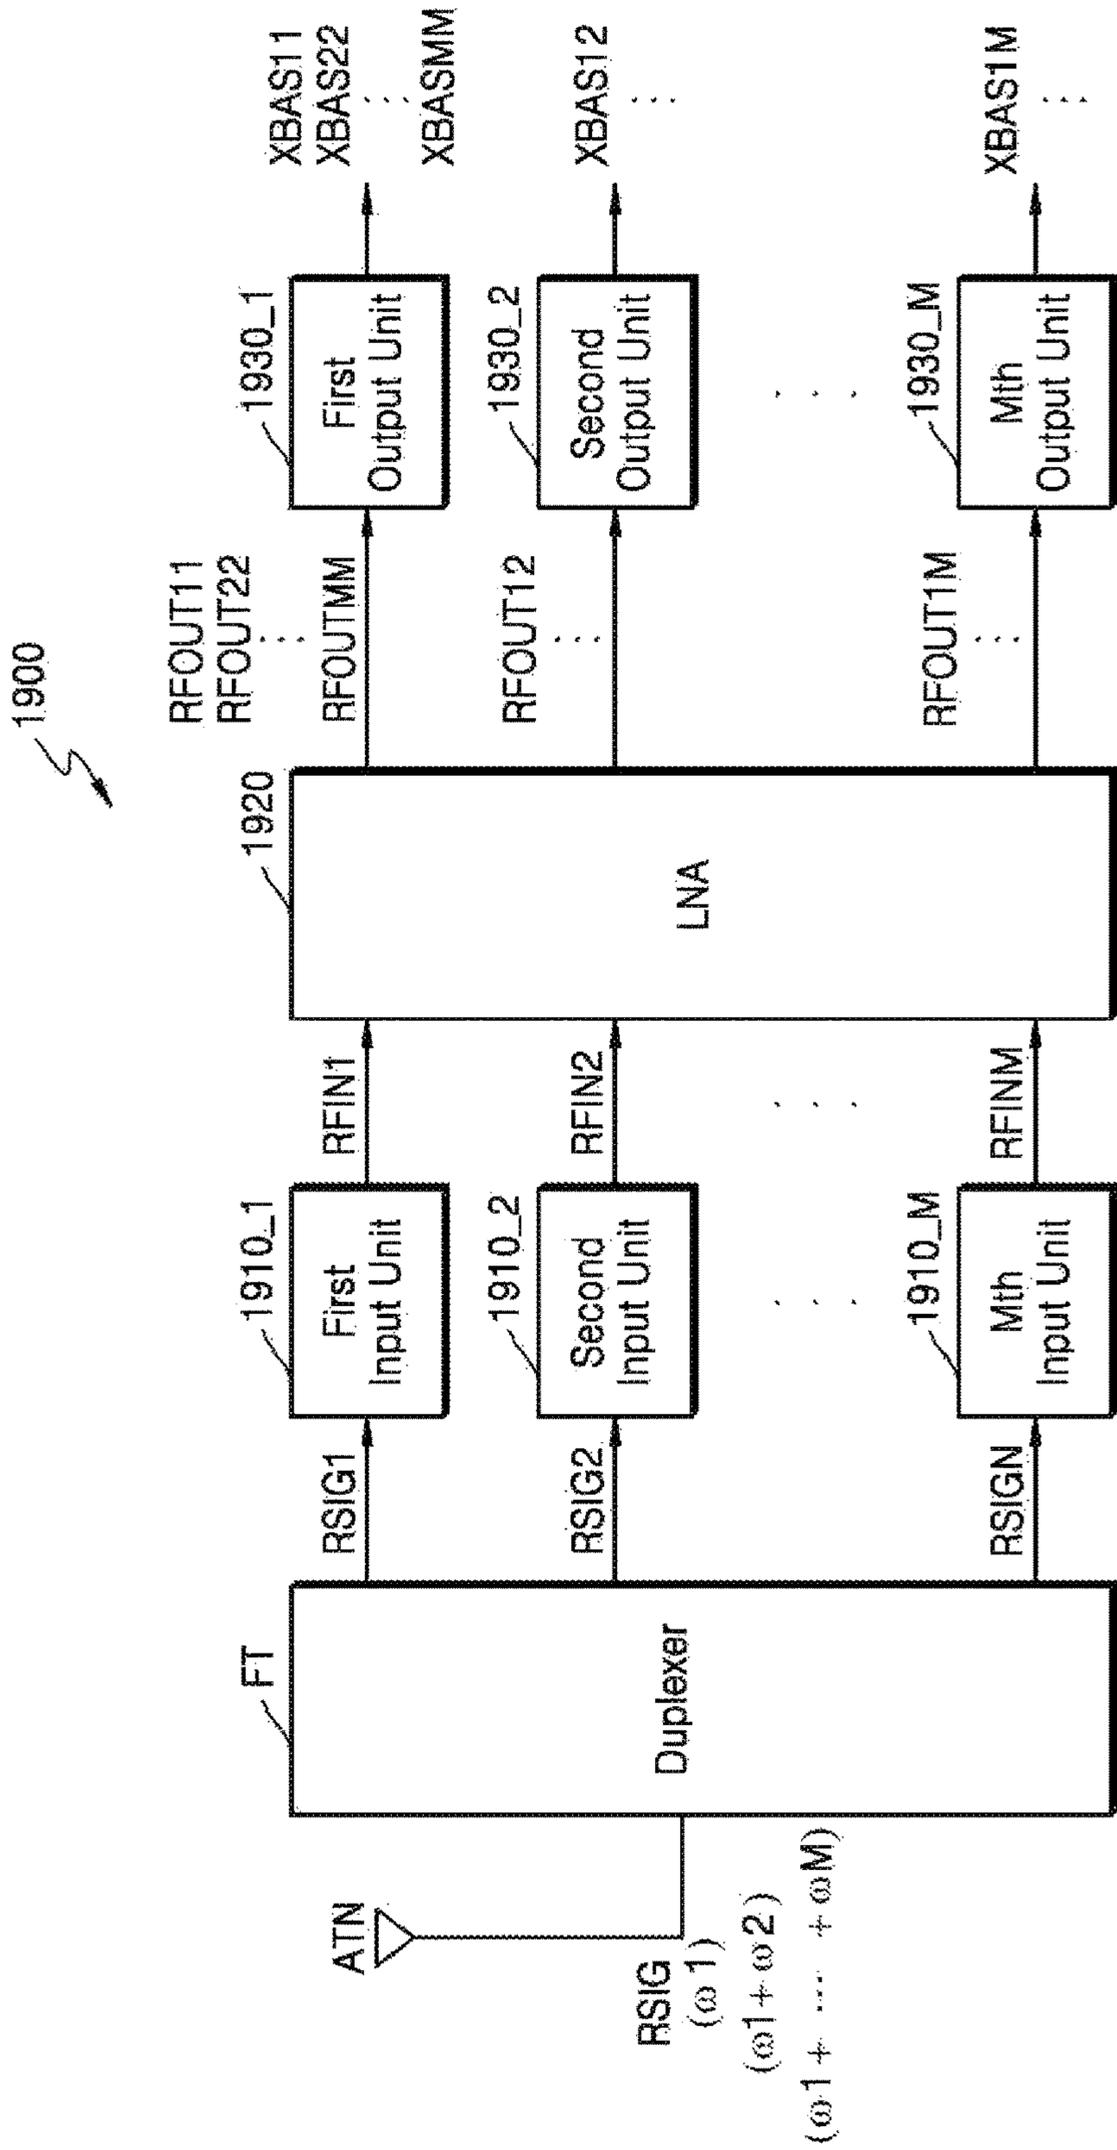 1900
ATN
RSIG
(ω1)
(ω1+ω2)
(ω1+ ... +ωM)
FT
Duplexer
RSIG1
RSIG2
RSIGN
1910_1
First
Input Unit
1910_2
Second
Input Unit
. . .
1910_M
Mth
Input Unit
RFIN1
RFIN2
. . .
RFINM
1920
LNA
RFOUT11
RFOUT22
. . .
RFOUTMM
RFOUT12
. . .
RFOUT1M
. . .
1930_1
First
Output Unit
1930_2
Second
Output Unit
. . .
1930_M
Mth
Output Unit
XBAS11
XBAS22
. . .
XBASMM
XBAS12
. . .
XBAS1M
. . .